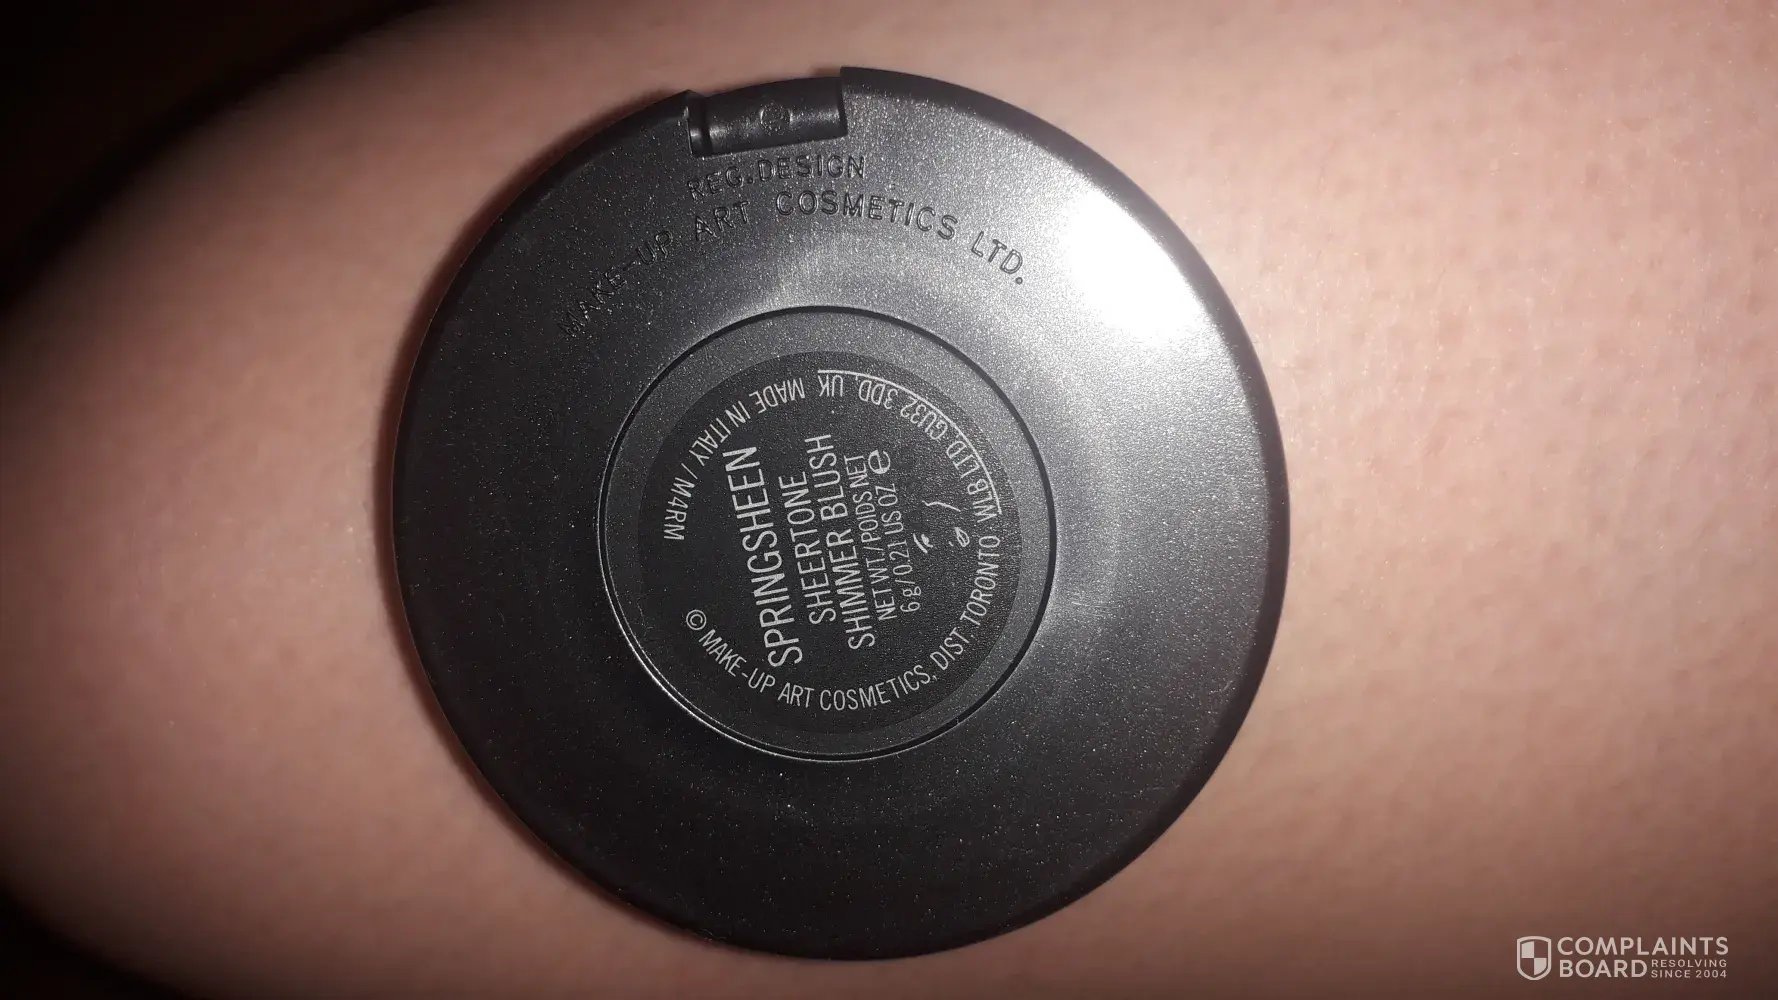 REG.DESIGN
MAKE-UP ART COSMETICS LTD.
SPRINGSHEEN
SHEERTONE
SHIMMER BLUSH
NET WT/POIDS NET
6 g/0.21 US OZ e
© MAKE-UP ART COSMETICS, DIST. TORONTO WLB LTD, GU32 3DD, UK MADE IN ITALY / M4RM
COMPLAINTS
BOARD RESOLVING
SINCE 2004